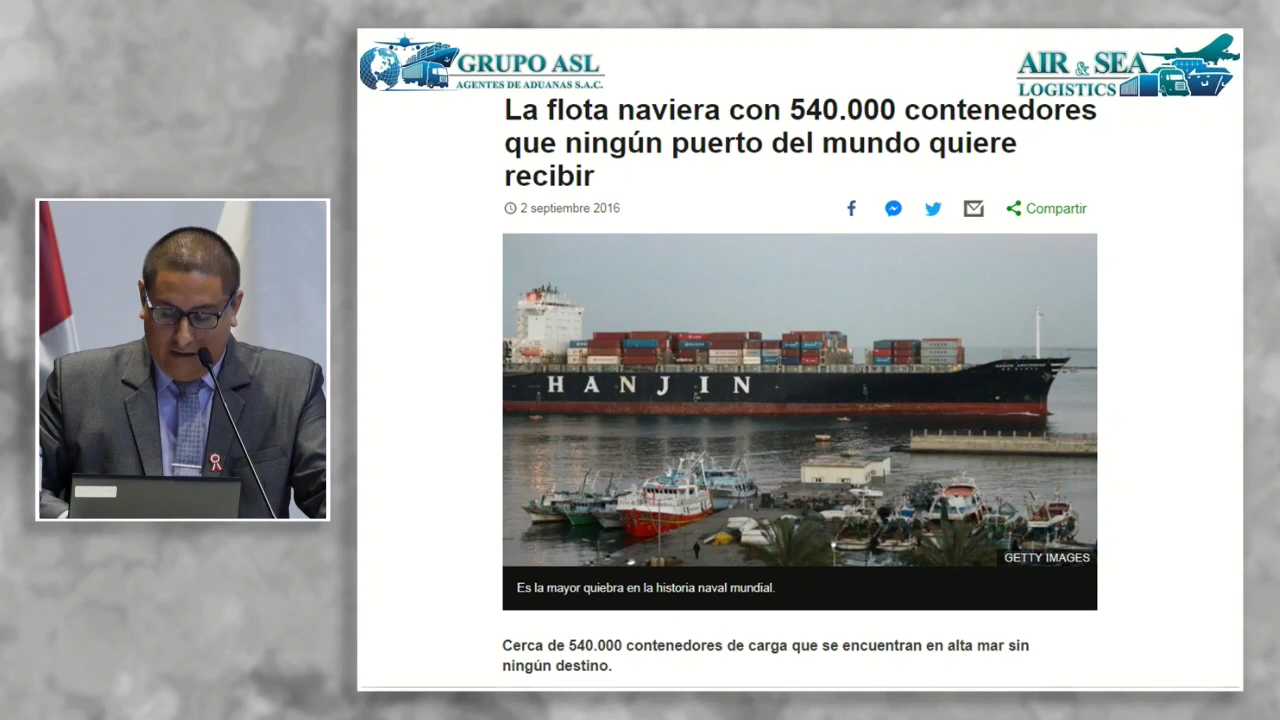 GRUPO ASL
AGENTES DE ADUANAS S.A.C.
AIR & SEA
LOGISTICS
La flota naviera con 540.000 contenedores
que ningún puerto del mundo quiere
recibir
2 septiembre 2016
Compartir
HANJIN
GETTY IMAGES
Es la mayor quiebra en la historia naval mundial.
Cerca de 540.000 contenedores de carga que se encuentran en alta mar sin
ningún destino.